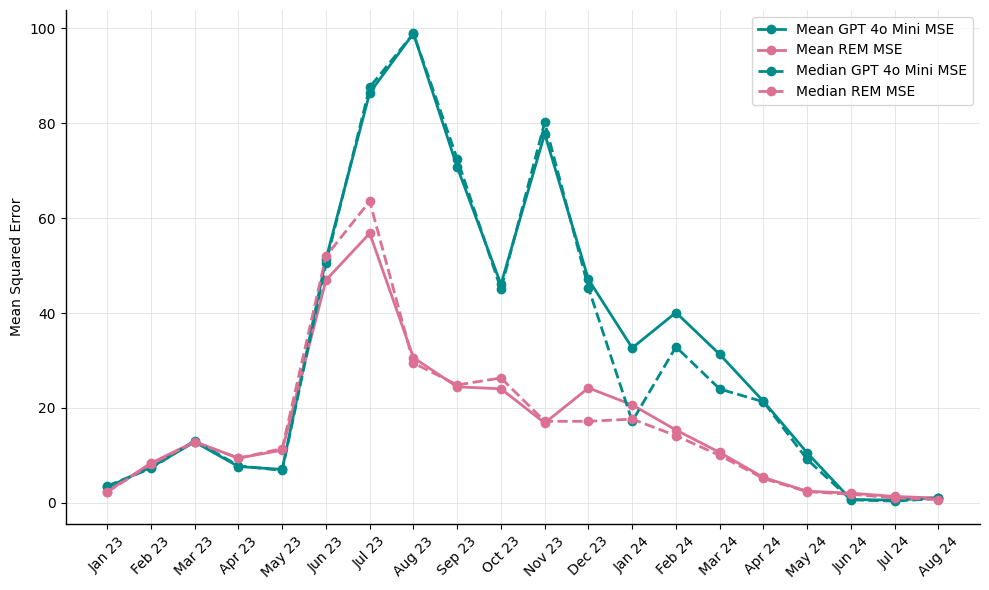 Mean GPT 4o Mini MSE
Mean REM MSE
Median GPT 4o Mini MSE
Median REM MSE
Mean Squared Error
100
80
60
40
20
0
Jan 23
Feb 23
Mar 23
Apr 23
May 23
Jun 23
Jul 23
Aug 23
Sep 23
Oct 23
Nov 23
Dec 23
Jan 24
Feb 24
Mar 24
Apr 24
May 24
Jun 24
Jul 24
Aug 24